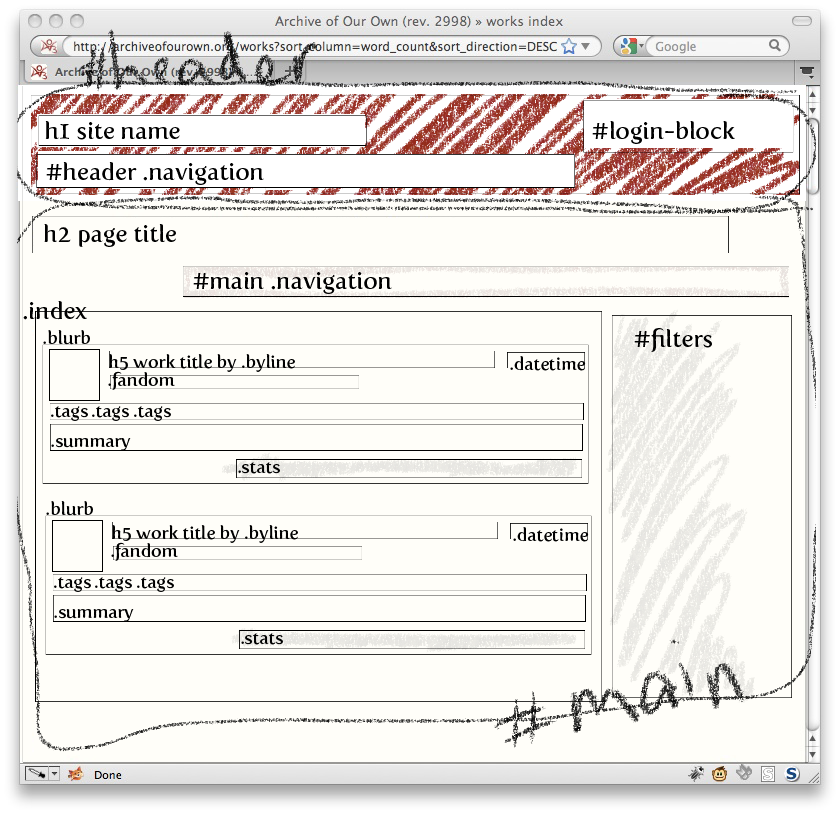 Archive of Our Own (rev. 2998) » works index
http://archiveofourown.org/works?sort_column=word_count&sort_direction=DESC
Google
Archive of Our Own (rev. 2998)...
#header
h1 site name
#login-block
#header .navigation
h2 page title
#main .navigation
.index
#filters
.blurb
h5 work title by .byline
.datetime
.fandom
.tags .tags .tags
.summary
.stats
.blurb
h5 work title by .byline
.datetime
.fandom
.tags .tags .tags
.summary
.stats
#main
Done